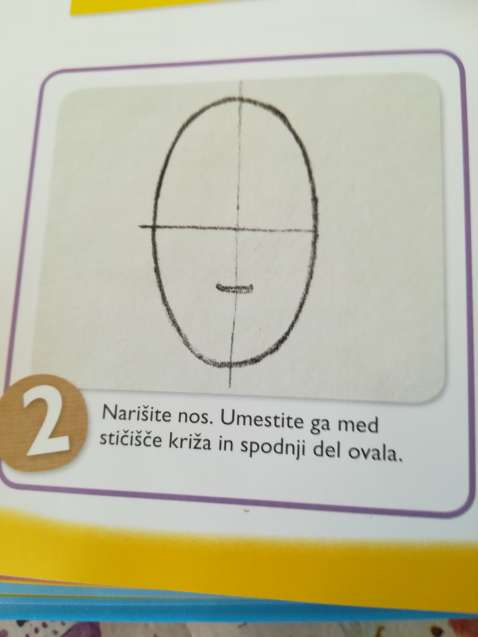 2
Narišite nos. Umestite ga med
stičišče križa in spodnji del ovala.